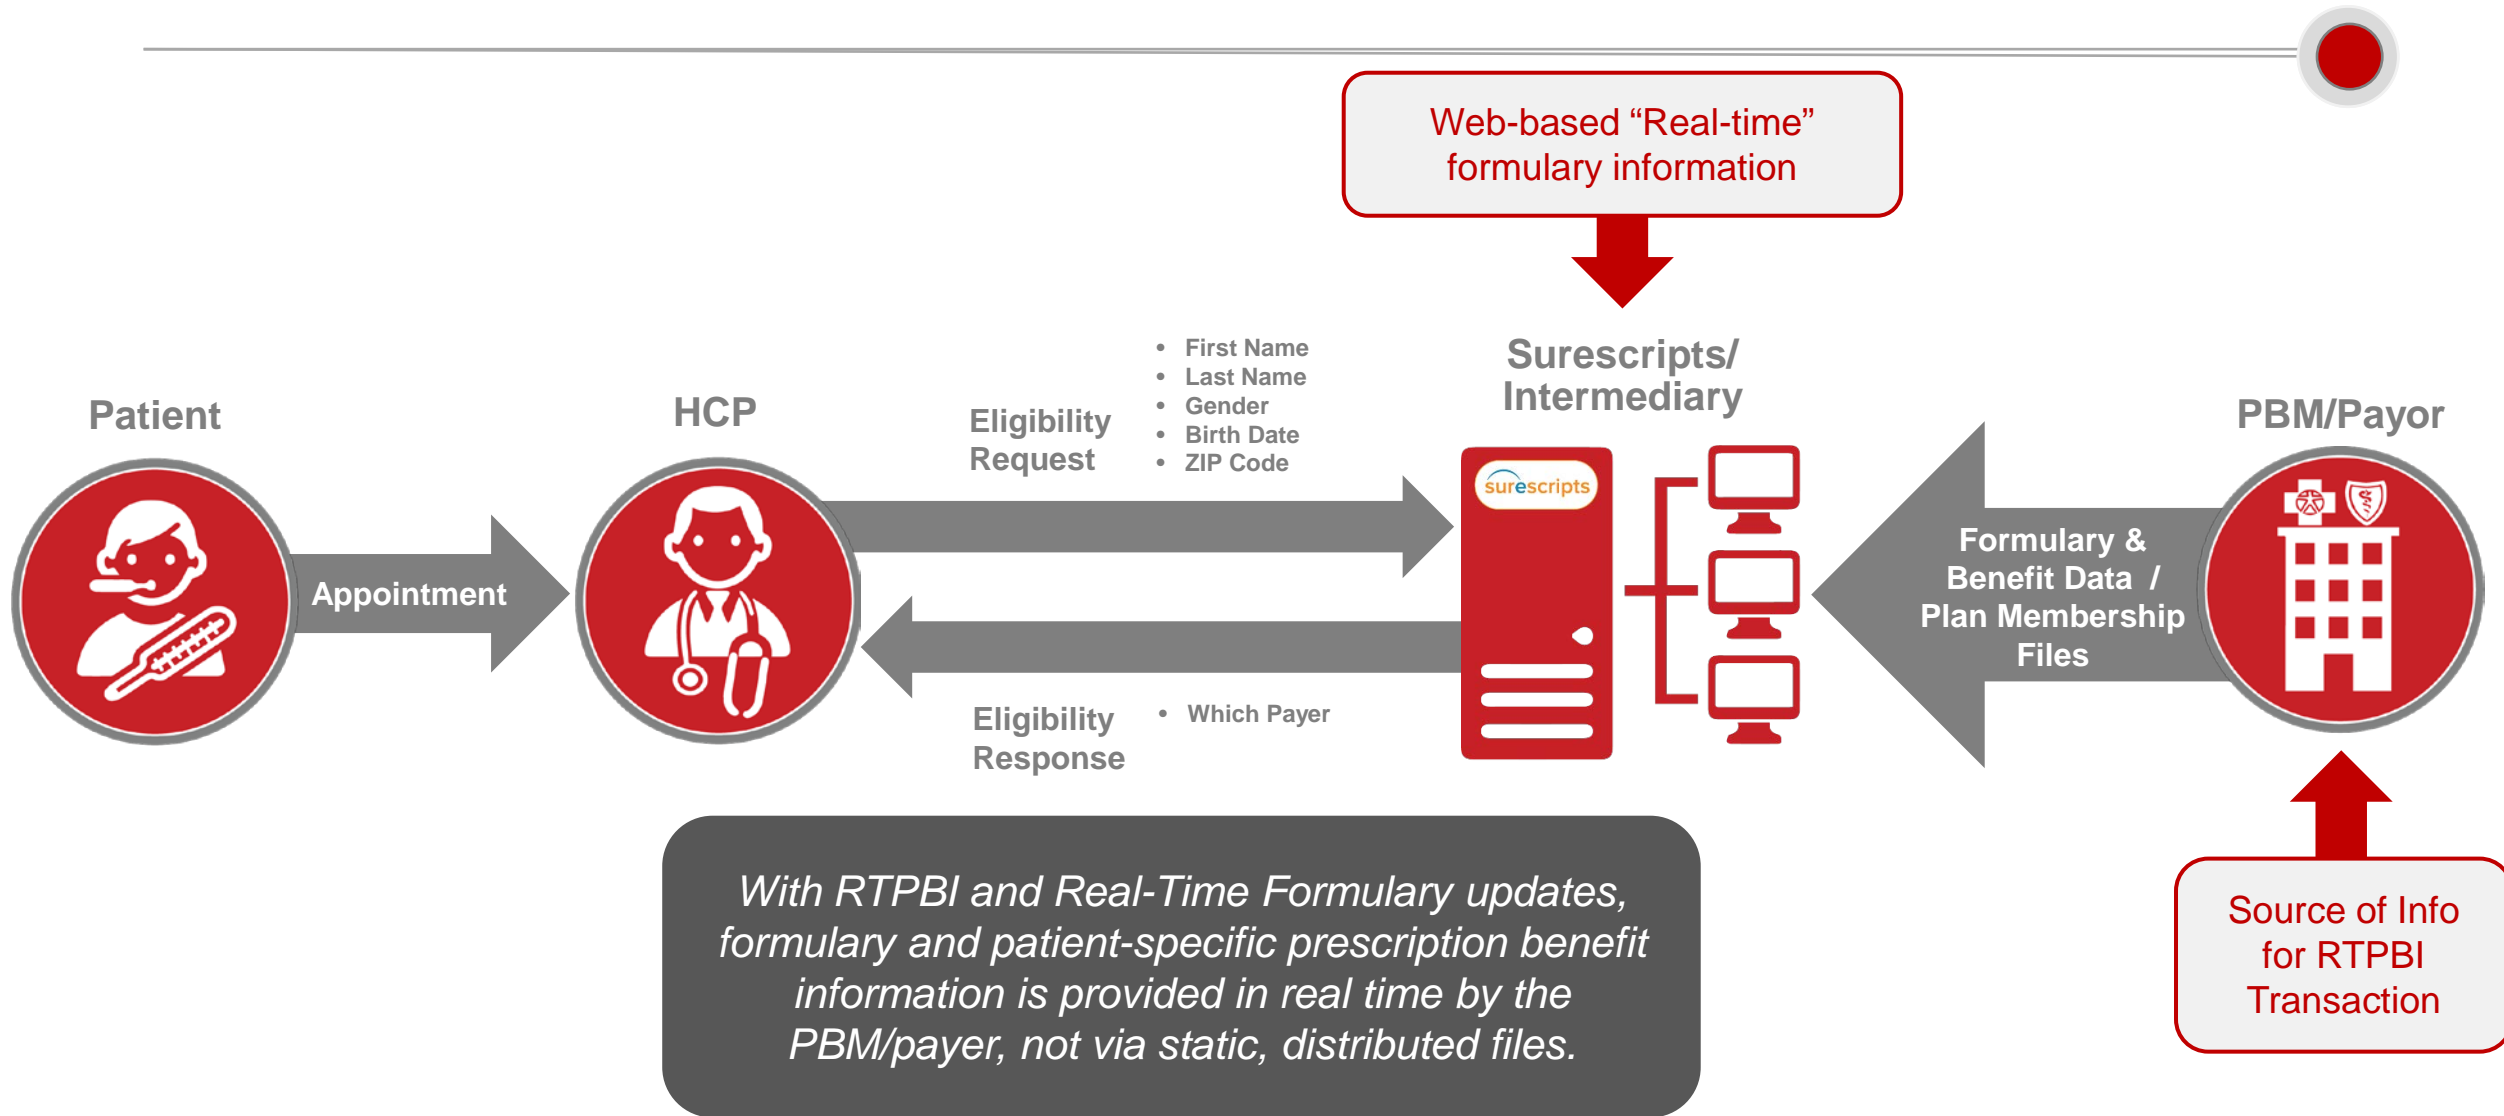 Web-based “Real-time”
formulary information
Patient
Appointment
HCP
Eligibility
Request
• First Name
• Last Name
• Gender
• Birth Date
• ZIP Code
Eligibility
Response
• Which Payer
Surescripts/
Intermediary
surescripts
Formulary &
Benefit Data /
Plan Membership
Files
PBM/Payor
Source of Info
for RTPBI
Transaction
With RTPBI and Real-Time Formulary updates,
formulary and patient-specific prescription benefit
information is provided in real time by the
PBM/payer, not via static, distributed files.